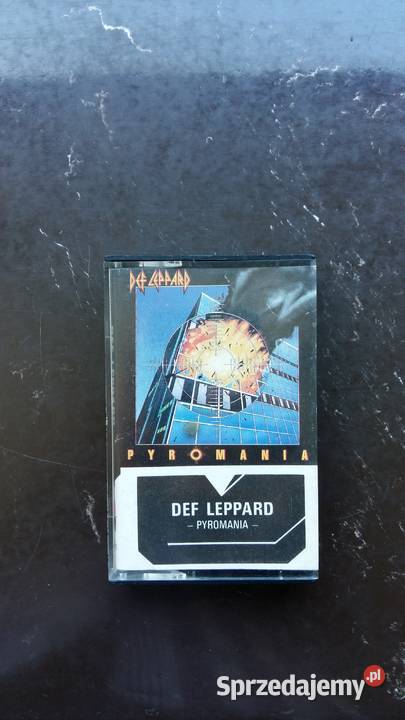 DEF LEPPARD
PYROMANIA
DEF LEPPARD
– PYROMANIA –
Sprzedajemy.pl